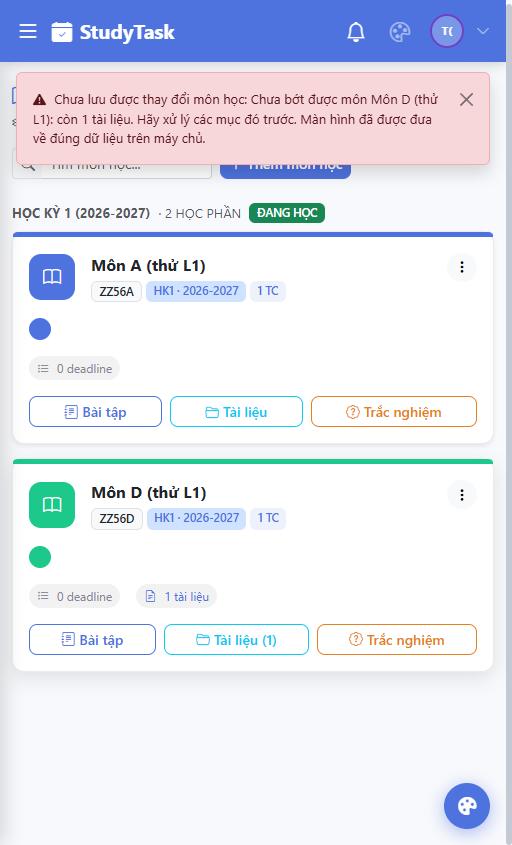 StudyTask
T(
Chưa lưu được thay đổi môn học: Chưa bớt được môn Môn D (thử
L1): còn 1 tài liệu. Hãy xử lý các mục đó trước. Màn hình đã được đưa
về đúng dữ liệu trên máy chủ.
Tìm môn học...
+ Thêm môn học
HỌC KỲ 1 (2026-2027) · 2 HỌC PHẦN ĐANG HỌC
Môn A (thử L1)
ZZ56A HK1 · 2026-2027 1 TC
0 deadline
Bài tập Tài liệu Trắc nghiệm
Môn D (thử L1)
ZZ56D HK1 · 2026-2027 1 TC
0 deadline 1 tài liệu
Bài tập Tài liệu (1) Trắc nghiệm